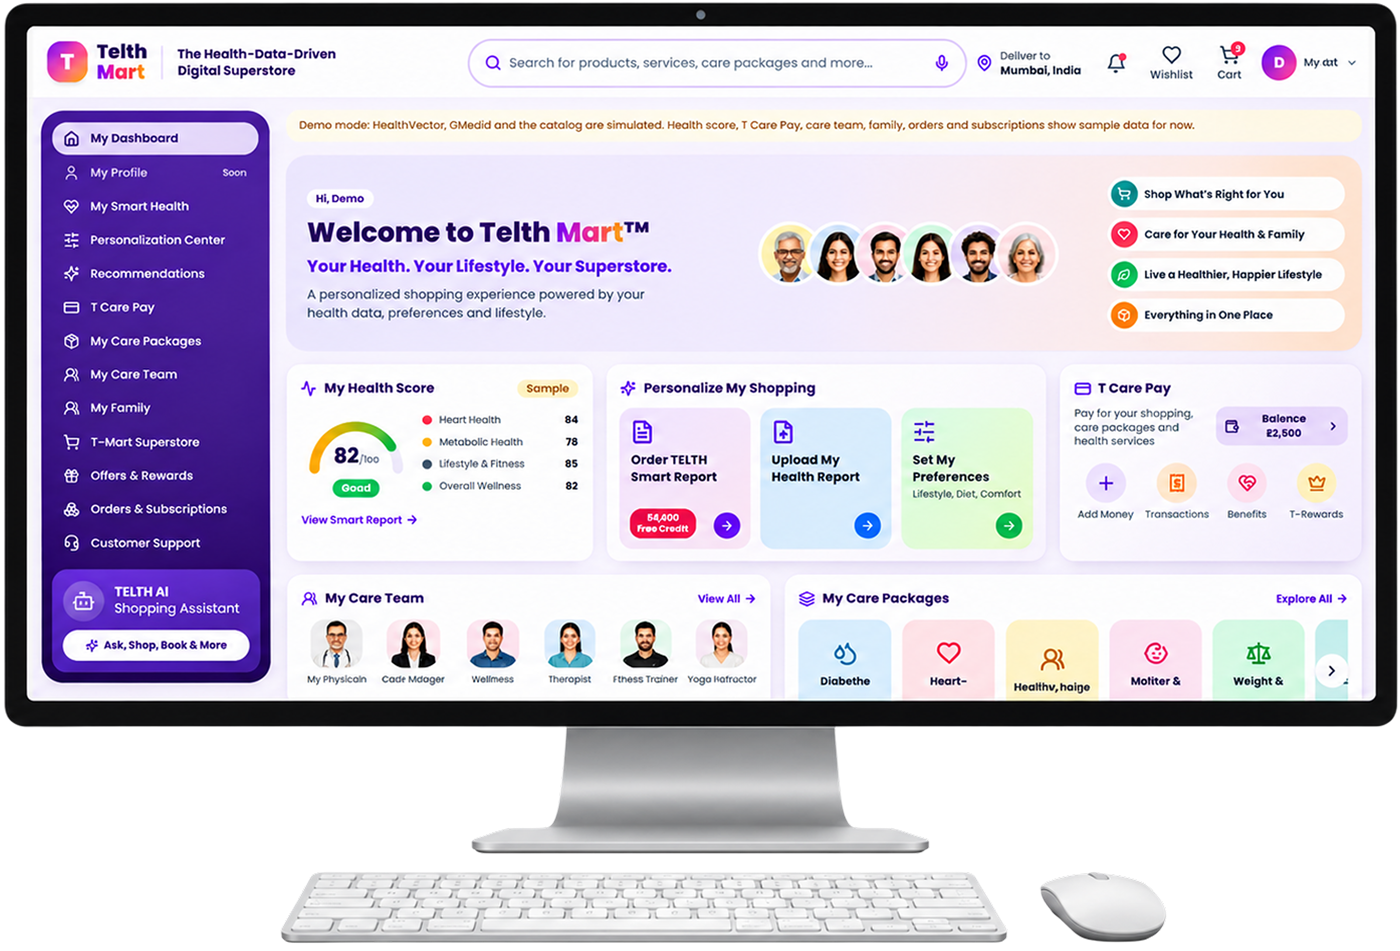 T
Telth
Mart
The Health-Data-Driven
Digital Superstore
Search for products, services, care packages and more...
Deliver to
Mumbai, India
Wishlist
9
Cart
D
My
My Dashboard
My Profile
Soon
My Smart Health
Personalization Center
Recommendations
T Care Pay
My Care Packages
My Care Team
My Family
T-Mart Superstore
Offers & Rewards
Orders & Subscriptions
Customer Support
TELTH AI
Shopping Assistant
Ask, Shop, Book & More
Demo mode: HealthVector, GMedid and the catalog are simulated. Health score, T Care Pay, care team, family, orders and subscriptions show sample data for now.
Hi, Demo
Welcome to Telth Mart™
Your Health. Your Lifestyle. Your Superstore.
A personalized shopping experience powered by your
health data, preferences and lifestyle.
Shop What's Right for You
Care for Your Health & Family
Live a Healthier, Happier Lifestyle
Everything in One Place
My Health Score
Sample
82/100
Good
Heart Health 84
Metabolic Health 78
Lifestyle & Fitness 85
Overall Wellness 82
View Smart Report →
Personalize My Shopping
Order TELTH
Smart Report
Free Credit
Upload My
Health Report
Set My
Preferences
Lifestyle, Diet, Comfort
T Care Pay
Pay for your shopping,
care packages and
health services
Balence
₤2,500
Add Money
Transactions
Benefits
T-Rewards
My Care Team
View All →
My Physicaln
Wellmess
Theropist
Trainer
Yoga
My Care Packages
Explore All →
Diabethe
Heart-
Moliter &
Weight &